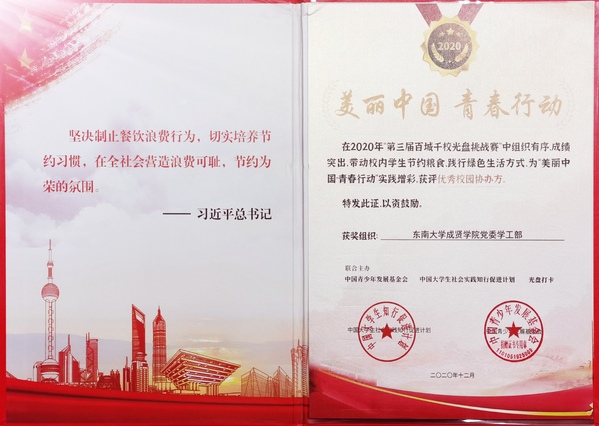 坚决制止餐饮浪费行为，切实培养节
约习惯，在全社会营造浪费可耻，节约为
荣的氛围。
—— 习近平总书记
2020
美丽中国 青春行动
在2020年“第三届百城千校光盘挑战赛”中组织有序,成绩
突出,带动校内学生节约粮食,践行绿色生活方式,为“美丽中
国·青春行动”实践增彩,获评优秀校园协办方.
特发此证,以资鼓励.
获奖组织: 东南大学成贤学院党委学工部
联合主办
中国青少年发展基金会 中国大学生社会实践知行促进计划 光盘打卡
二〇二〇年十二月